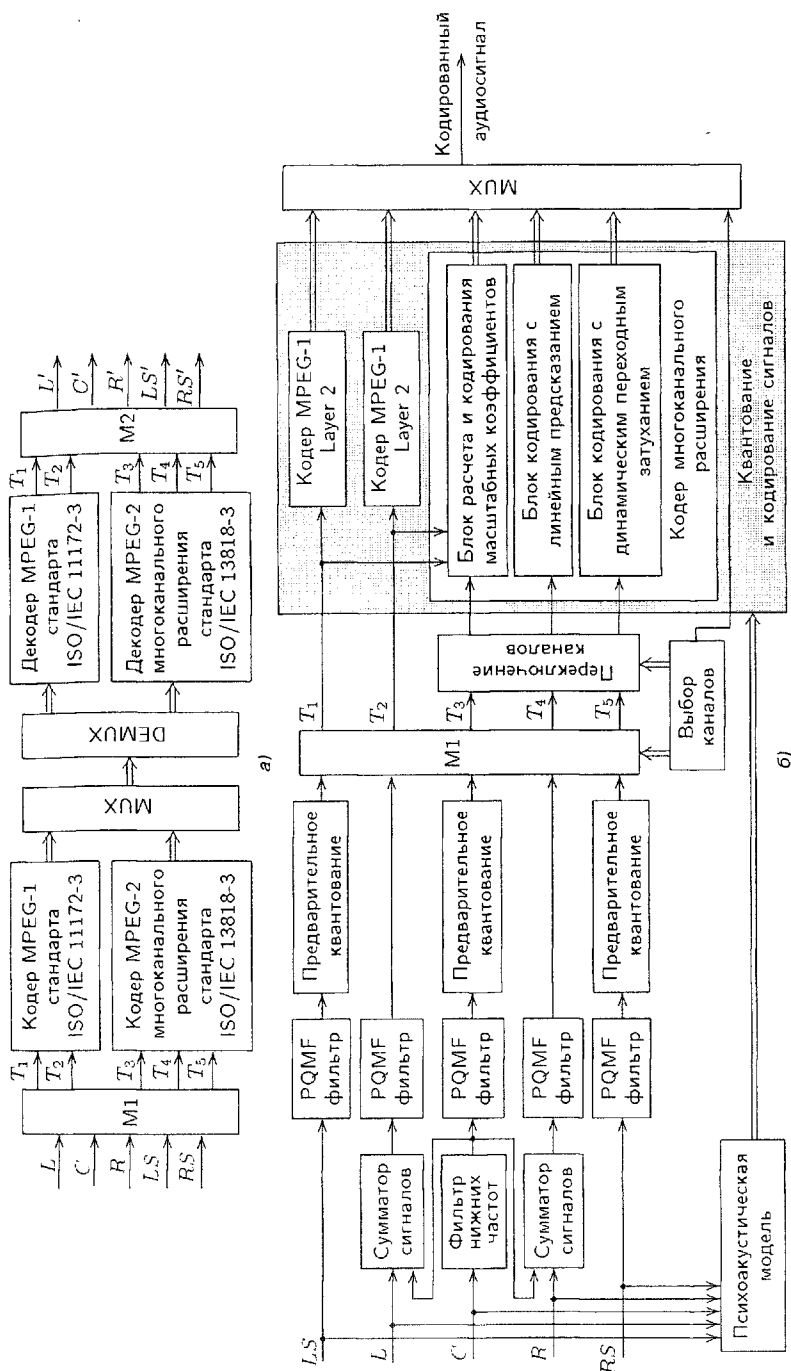 L
C
R
LS
RS
M1
T₁
T₂
T₃
T₄
T₅
Кодер MPEG-1
стандарта
ISO/IEC 11172-3
Кодер MPEG-2
многоканального
расширения
стандарта
ISO/IEC 13818-3
MUX
DEMUX
Декодер MPEG-1
стандарта
ISO/IEC 11172-3
Декодер MPEG-2
многоканального
расширения
стандарта
ISO/IEC 13818-3
T₁
T₂
T₃
T₄
T₅
M2
L′
C′
R′
LS′
RS′
а)
LS
L
C
R
RS
Сумматор
сигналов
Фильтр
нижних
частот
Сумматор
сигналов
Психоакустическая
модель
PQMF
фильтр
PQMF
фильтр
PQMF
фильтр
PQMF
фильтр
PQMF
фильтр
Предварительное
квантование
Предварительное
квантование
Предварительное
квантование
M1
T₁
T₂
T₃
T₄
T₅
Переключение
каналов
Выбор
каналов
Кодер MPEG-1
Layer 2
Кодер MPEG-1
Layer 2
Блок расчета и кодирования
масштабных коэффициентов
Блок кодирования с
линейным предсказанием
Блок кодирования с
динамическим переходным
затуханием
Кодер многоканального
расширения
Квантование
и кодирование сигналов
MUX
Кодированный
аудиосигнал
б)